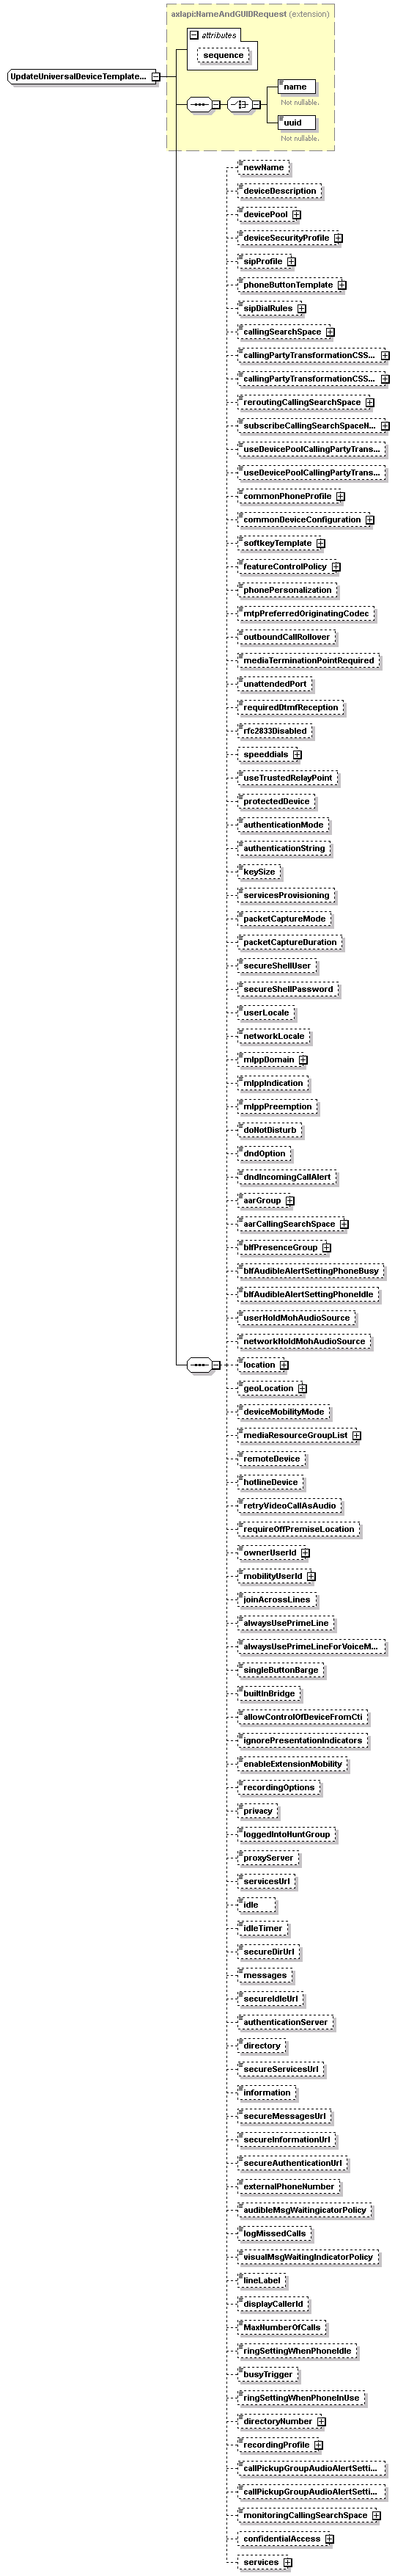 axlapi:NameAndGUIDRequest (extension)
attributes
sequence
UpdateUniversalDeviceTemplate...
name
Not nullable.
uuid
Not nullable.
newName
deviceDescription
devicePool
deviceSecurityProfile
sipProfile
phoneButtonTemplate
sipDialRules
callingSearchSpace
callingPartyTransformationCSS...
callingPartyTransformationCSS...
reroutingCallingSearchSpace
subscribeCallingSearchSpaceN...
useDevicePoolCallingPartyTrans...
useDevicePoolCallingPartyTrans...
commonPhoneProfile
commonDeviceConfiguration
softkeyTemplate
featureControlPolicy
phonePersonalization
mtpPreferredOriginatingCodec
outboundCallRollover
mediaTerminationPointRequired
unattendedPort
requiredDtmfReception
rfc2833Disabled
speeddials
useTrustedRelayPoint
protectedDevice
authenticationMode
authenticationString
keySize
servicesProvisioning
packetCaptureMode
packetCaptureDuration
secureShellUser
secureShellPassword
userLocale
networkLocale
mlppDomain
mlppIndication
mlppPreemption
doNotDisturb
dndOption
dndIncomingCallAlert
aarGroup
aarCallingSearchSpace
blfPresenceGroup
blfAudibleAlertSettingPhoneBusy
blfAudibleAlertSettingPhoneIdle
userHoldMohAudioSource
networkHoldMohAudioSource
location
geoLocation
deviceMobilityMode
mediaResourceGroupList
remoteDevice
hotlineDevice
retryVideoCallAsAudio
requireOffPremiseLocation
ownerUserId
mobilityUserId
joinAcrossLines
alwaysUsePrimeLine
alwaysUsePrimeLineForVoiceM...
singleButtonBarge
builtInBridge
allowControlOfDeviceFromCti
ignorePresentationIndicators
enableExtensionMobility
recordingOptions
privacy
loggedIntoHuntGroup
proxyServer
servicesUrl
idle
idleTimer
secureDirUrl
messages
secureIdleUrl
authenticationServer
directory
secureServicesUrl
information
secureMessagesUrl
secureInformationUrl
secureAuthenticationUrl
externalPhoneNumber
audibleMsgWaitingicatorPolicy
logMissedCalls
visualMsgWaitingIndicatorPolicy
lineLabel
displayCallerId
MaxNumberOfCalls
ringSettingWhenPhoneIdle
busyTrigger
ringSettingWhenPhoneInUse
directoryNumber
recordingProfile
callPickupGroupAudioAlertSetti...
callPickupGroupAudioAlertSetti...
monitoringCallingSearchSpace
confidentialAccess
services